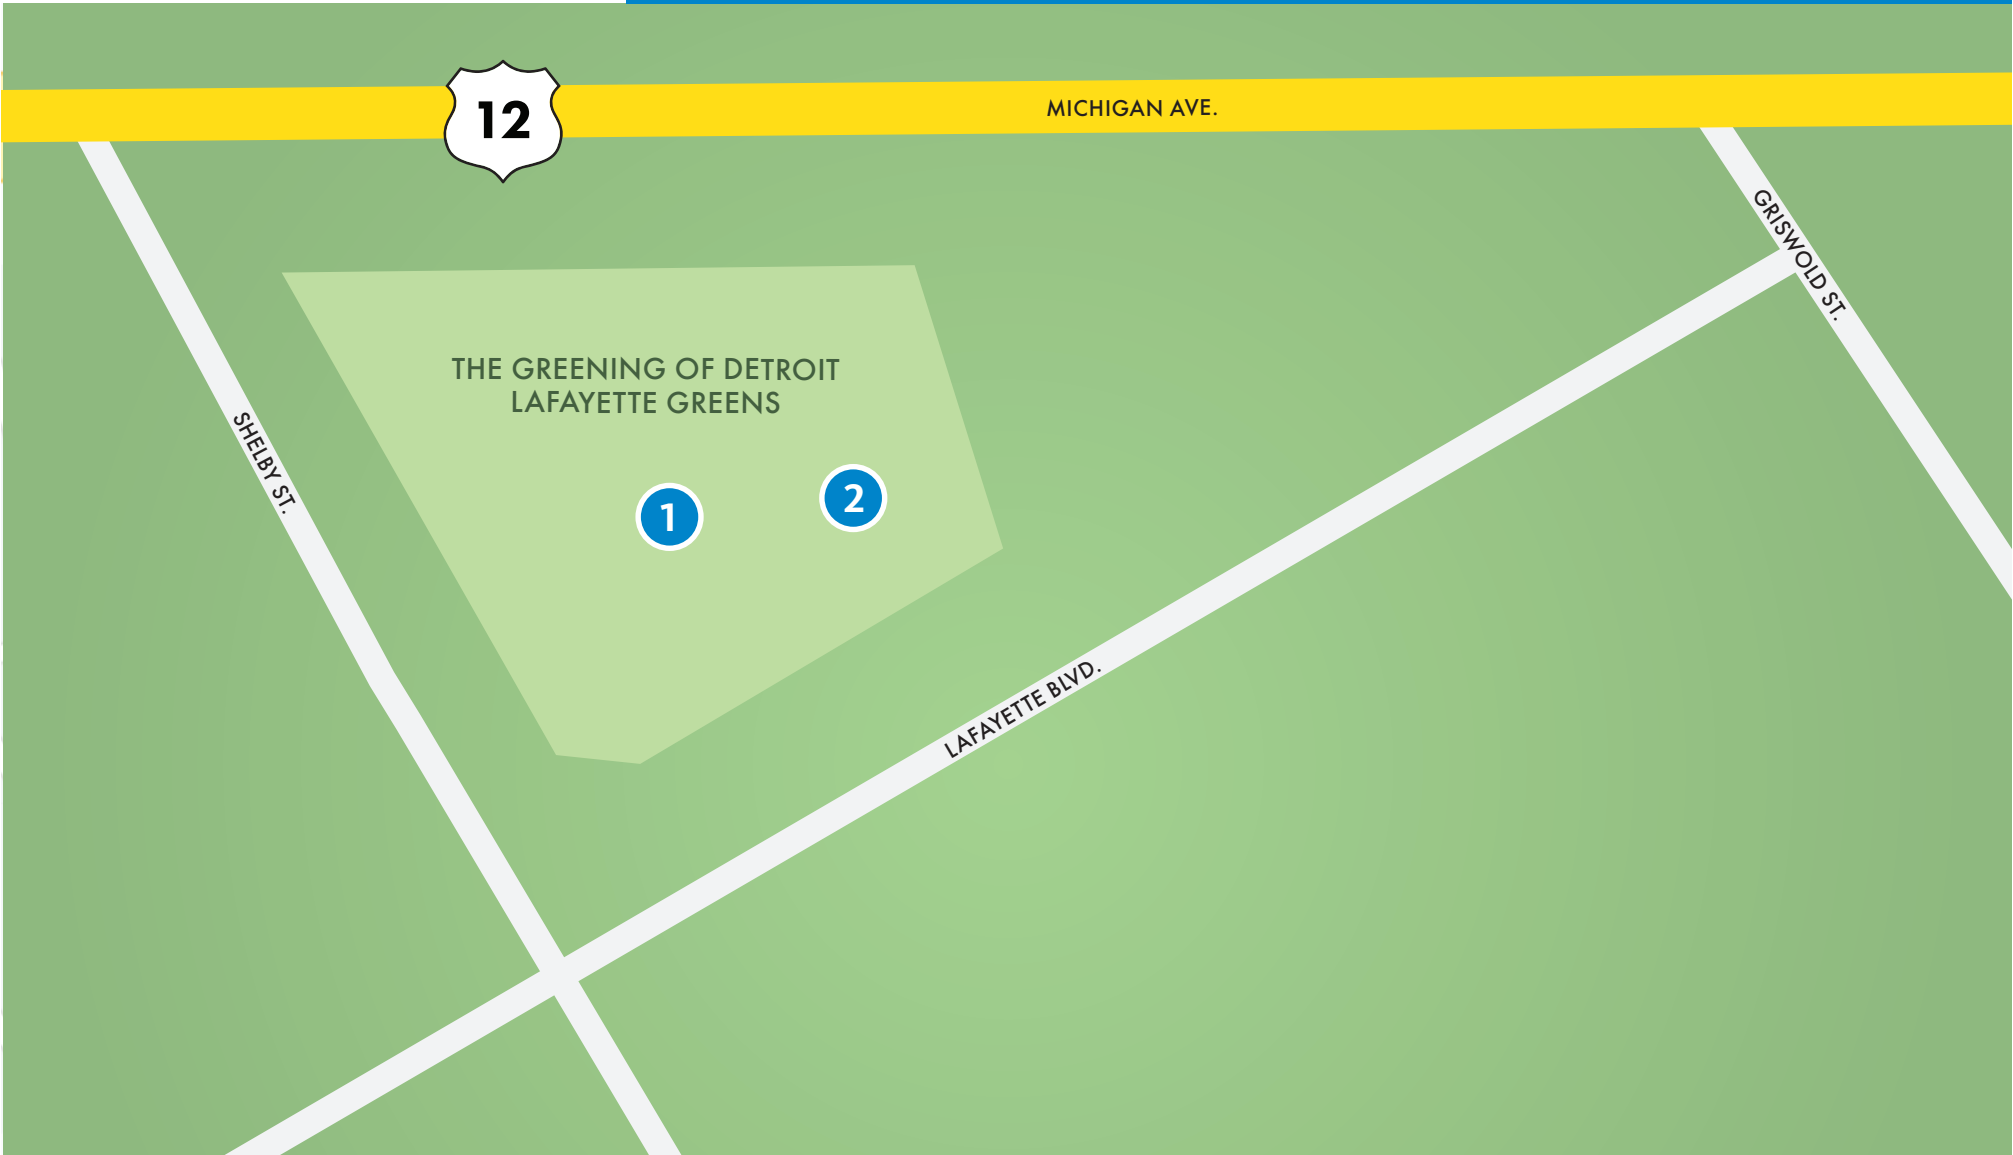 12
MICHIGAN AVE.
GRISWOLD ST.
THE GREENING OF DETROIT
LAFAYETTE GREENS
SHELBY ST.
1
2
LAFAYETTE BLVD.